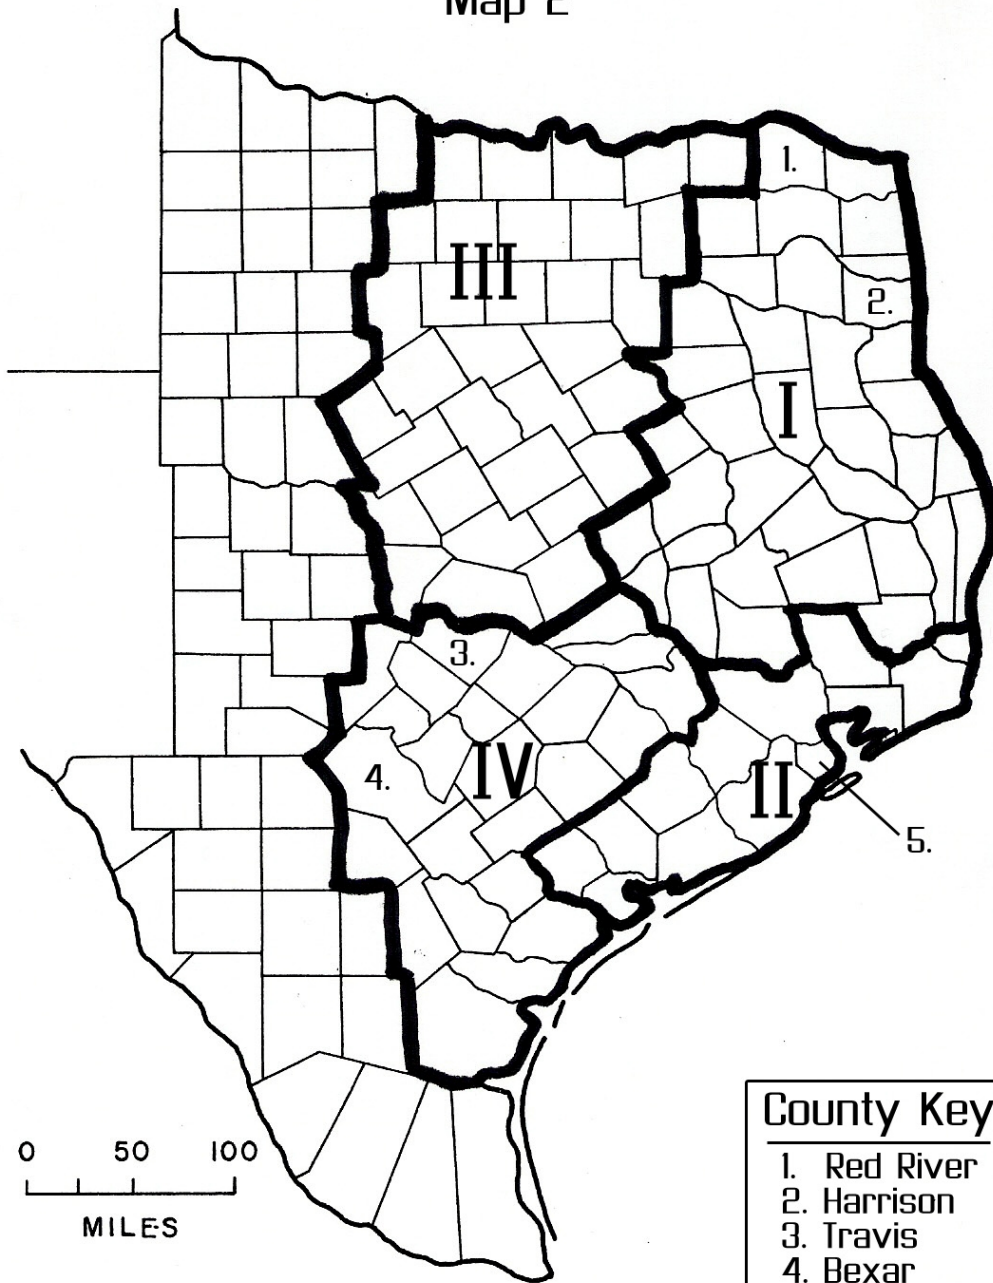 Map E
1.
III
2.
I
3.
IV
4.
II
5.
0 50 100
MILES
County Key
1. Red River
2. Harrison
3. Travis
4. Bexar